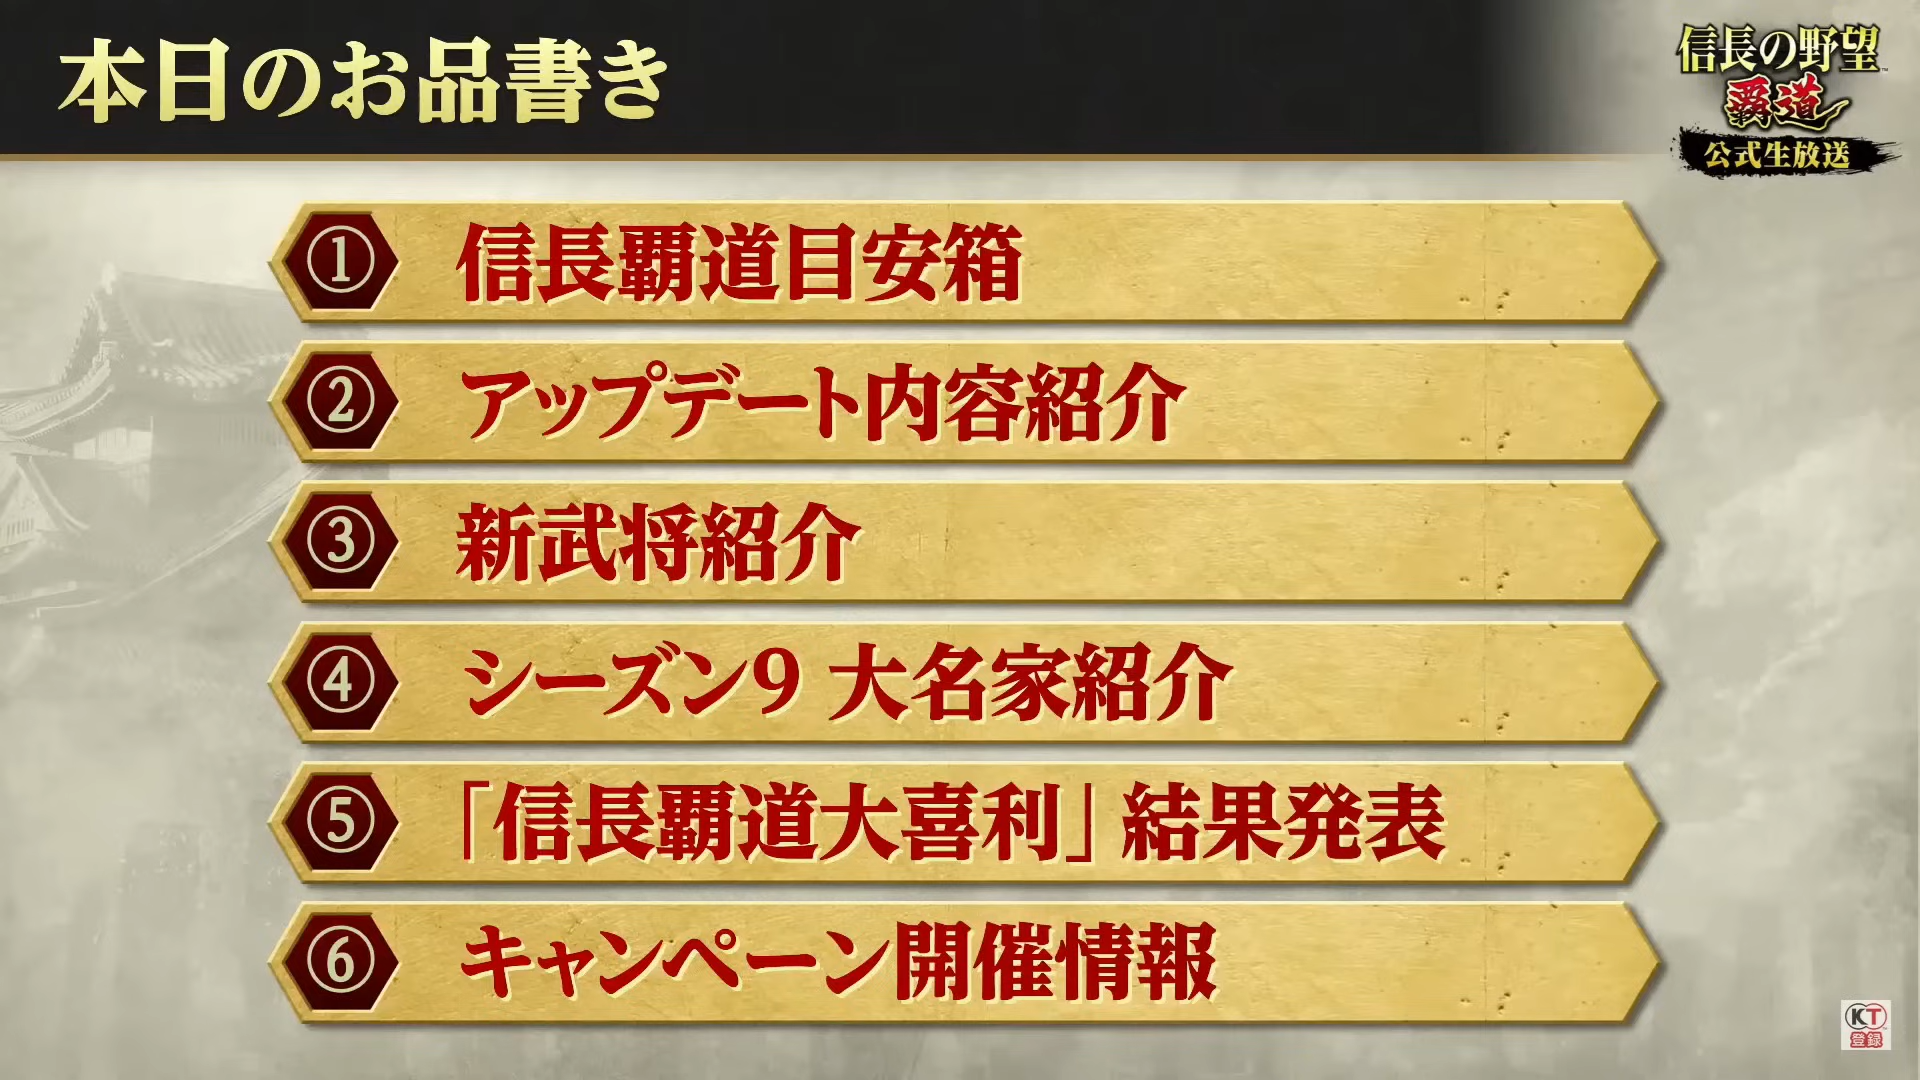 本日のお品書き
信長の野望
覇道
公式生放送
① 信長覇道目安箱
② アップデート内容紹介
③ 新武将紹介
④ シーズン9 大名家紹介
⑤ 「信長覇道大喜利」結果発表
⑥ キャンペーン開催情報
KT
登録